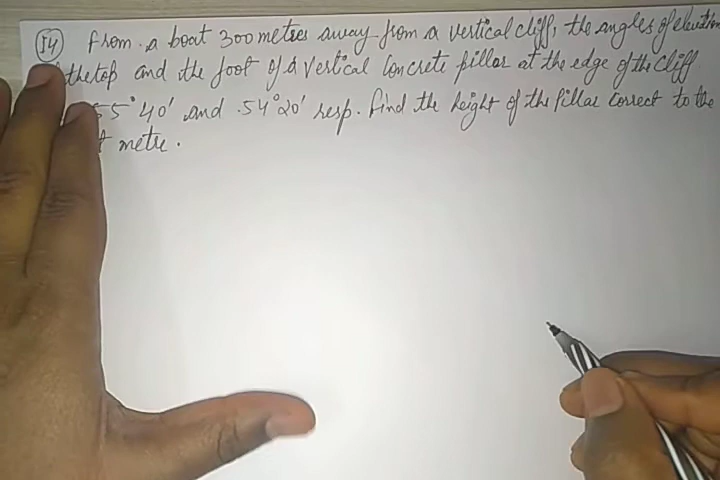 54 from a boat 300 metres away from a vertical cliff, the angles of elevation
the top and the foot of a vertical concrete pillar at the edge of the cliff
55° 40' and 54° 20' resp. find the height of the Pillar correct to the
metre.